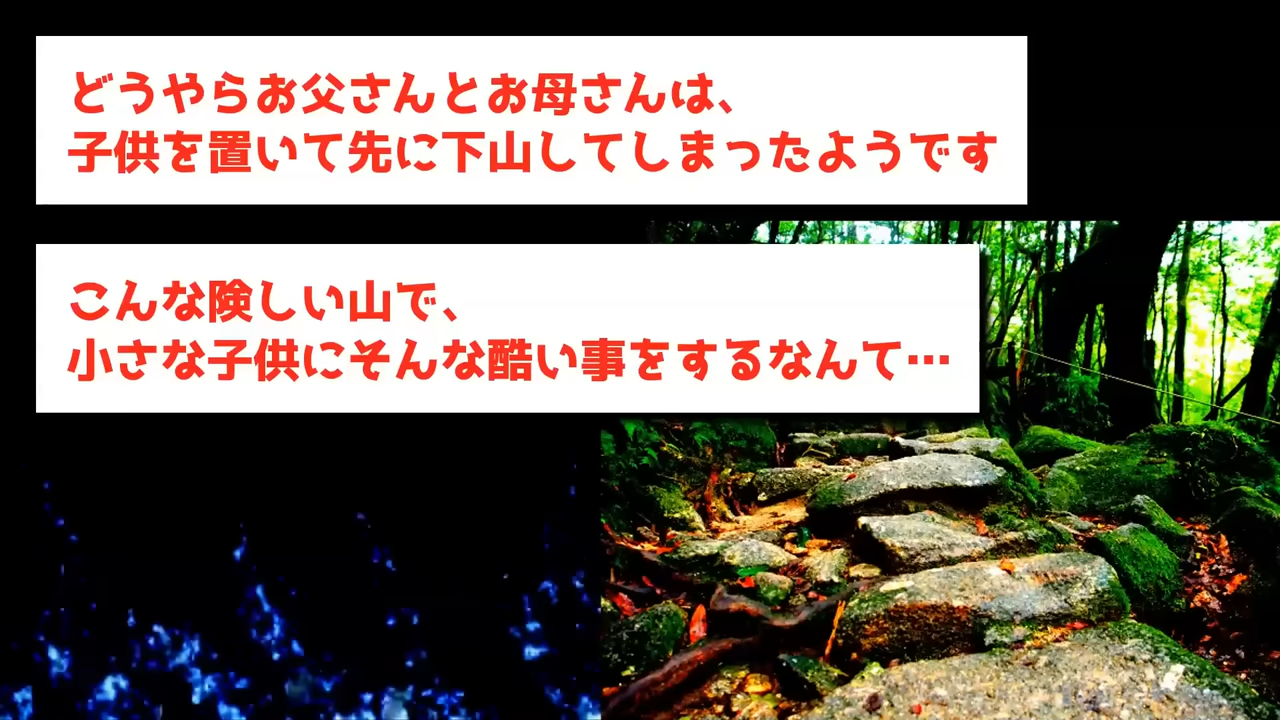 どうやらお父さんとお母さんは、
子供を置いて先に下山してしまったようです
こんな険しい山で、
小さな子供にそんな酷い事をするなんて…